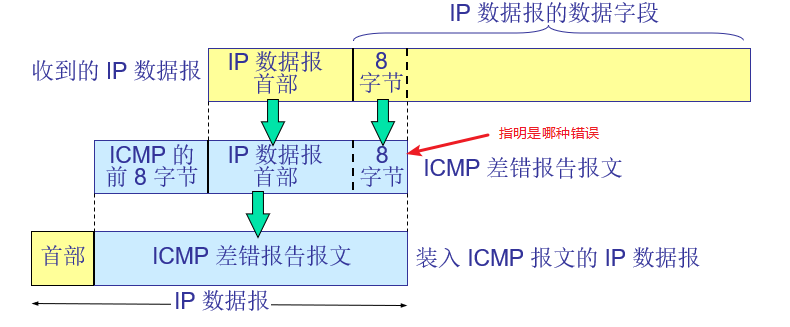 IP 数据报的数据字段
收到的 IP 数据报
IP 数据报
首部
8
字节
指明是哪种错误
ICMP 的
前 8 字节
IP 数据报
首部
8
字节
ICMP 差错报告报文
首部
ICMP 差错报告报文
装入 ICMP 报文的 IP 数据报
IP 数据报